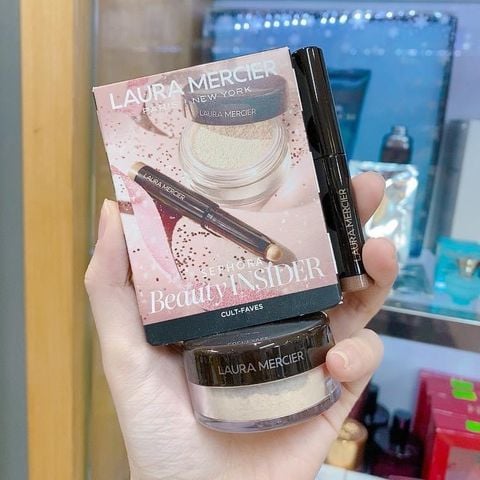 LAURA MERCIER
PARIS NEW YORK
LAURA MERCIER
LAURA MERCIER
SEPHORA
Beauty INSIDER
CULT-FAVES
LAURA MERCIER
LAURA MERCIER